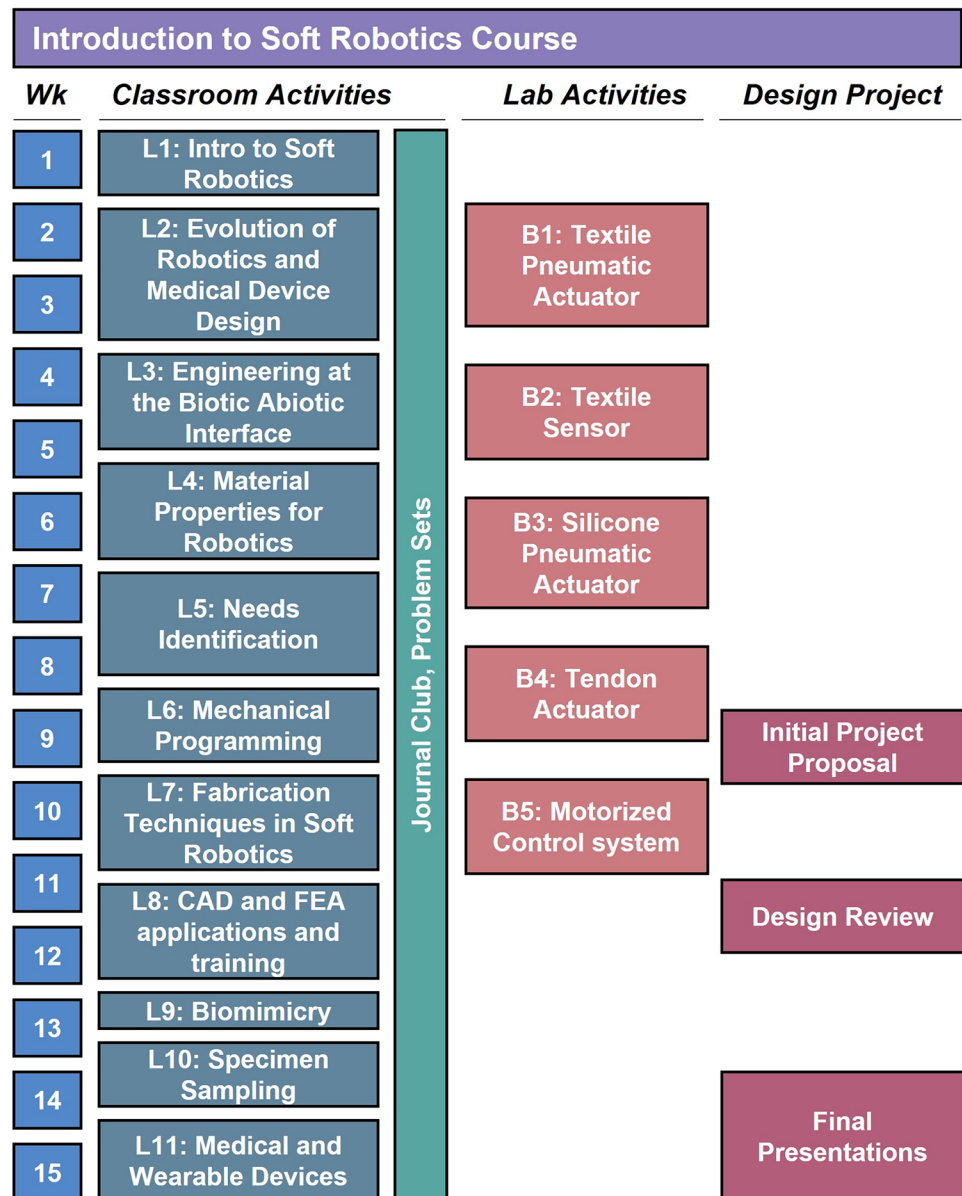 Introduction to Soft Robotics Course
Wk
Classroom Activities
Lab Activities
Design Project
1
2
3
4
5
6
7
8
9
10
11
12
13
14
15
L1: Intro to Soft
Robotics
L2: Evolution of
Robotics and
Medical Device
Design
L3: Engineering at
the Biotic Abiotic
Interface
L4: Material
Properties for
Robotics
L5: Needs
Identification
L6: Mechanical
Programming
L7: Fabrication
Techniques in Soft
Robotics
L8: CAD and FEA
applications and
training
L9: Biomimicry
L10: Specimen
Sampling
L11: Medical and
Wearable Devices
Journal Club, Problem Sets
B1: Textile
Pneumatic
Actuator
B2: Textile
Sensor
B3: Silicone
Pneumatic
Actuator
B4: Tendon
Actuator
B5: Motorized
Control system
Initial Project
Proposal
Design Review
Final
Presentations